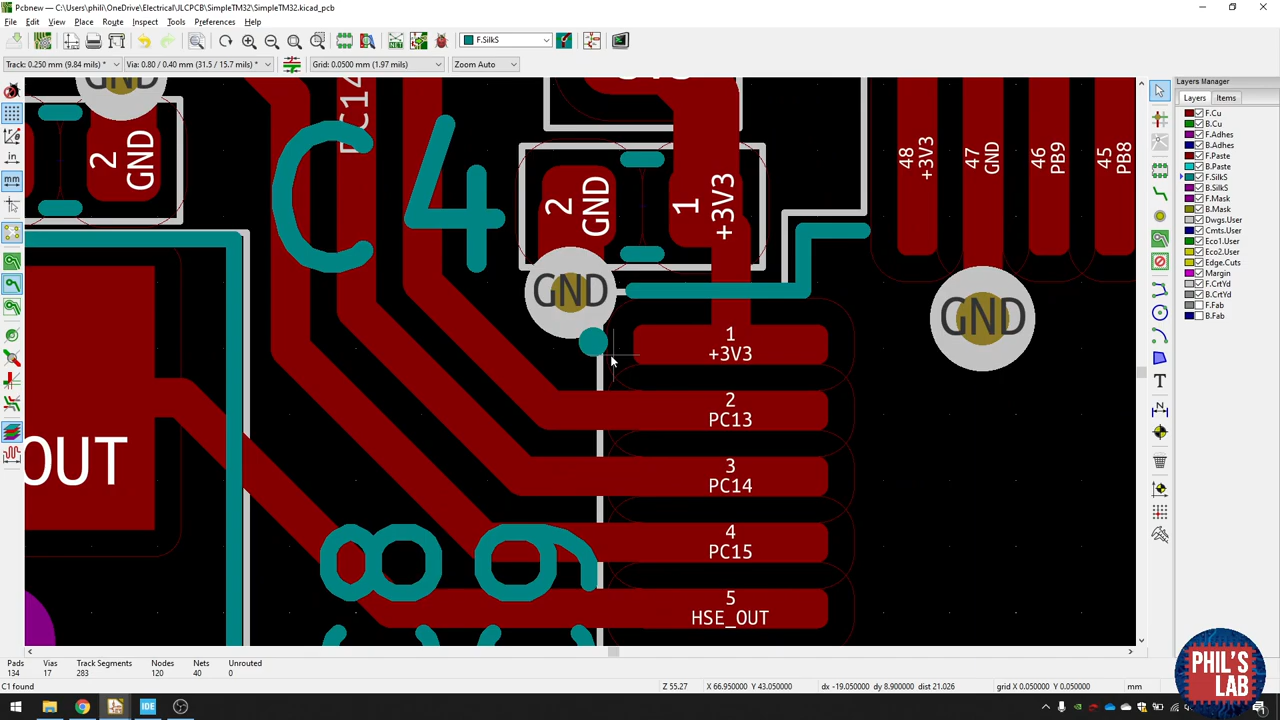 Pcbnew — C:\Users\phili\OneDrive\Electrical\JLCPCB\SimpleTM32\SimpleTM32.kicad_pcb
File Edit View Place Route Inspect Tools Preferences Help
F.SilkS
Track: 0.250 mm (9.84 mils) * Via: 0.80 / 0.40 mm (31.5 / 15.7 mils) * Grid: 0.0500 mm (1.97 mils) Zoom Auto
Layers Manager
Layers Items
F.Cu
B.Cu
F.Adhes
B.Adhes
F.Paste
B.Paste
F.SilkS
B.SilkS
F.Mask
B.Mask
Dwgs.User
Cmts.User
Eco1.User
Eco2.User
Edge.Cuts
Margin
F.CrtYd
B.CrtYd
F.Fab
B.Fab
in
mm
GND
PC14
2
GND
C4
2
GND
1
+3V3
48
+3V3
47
GND
46
PB9
45
PB8
GND
GND
1
+3V3
2
PC13
3
PC14
4
PC15
5
HSE_OUT
OUT
Pads Vias Track Segments Nodes Nets Unrouted
134 17 283 120 40 0
C1 found Z 55.27 X 66.950000 Y 43.050000 dx -19.050000 dy 8.900000 dist 21.026 grid X 0.050000 Y 0.050000 mm
IDE
PHIL'S
LAB